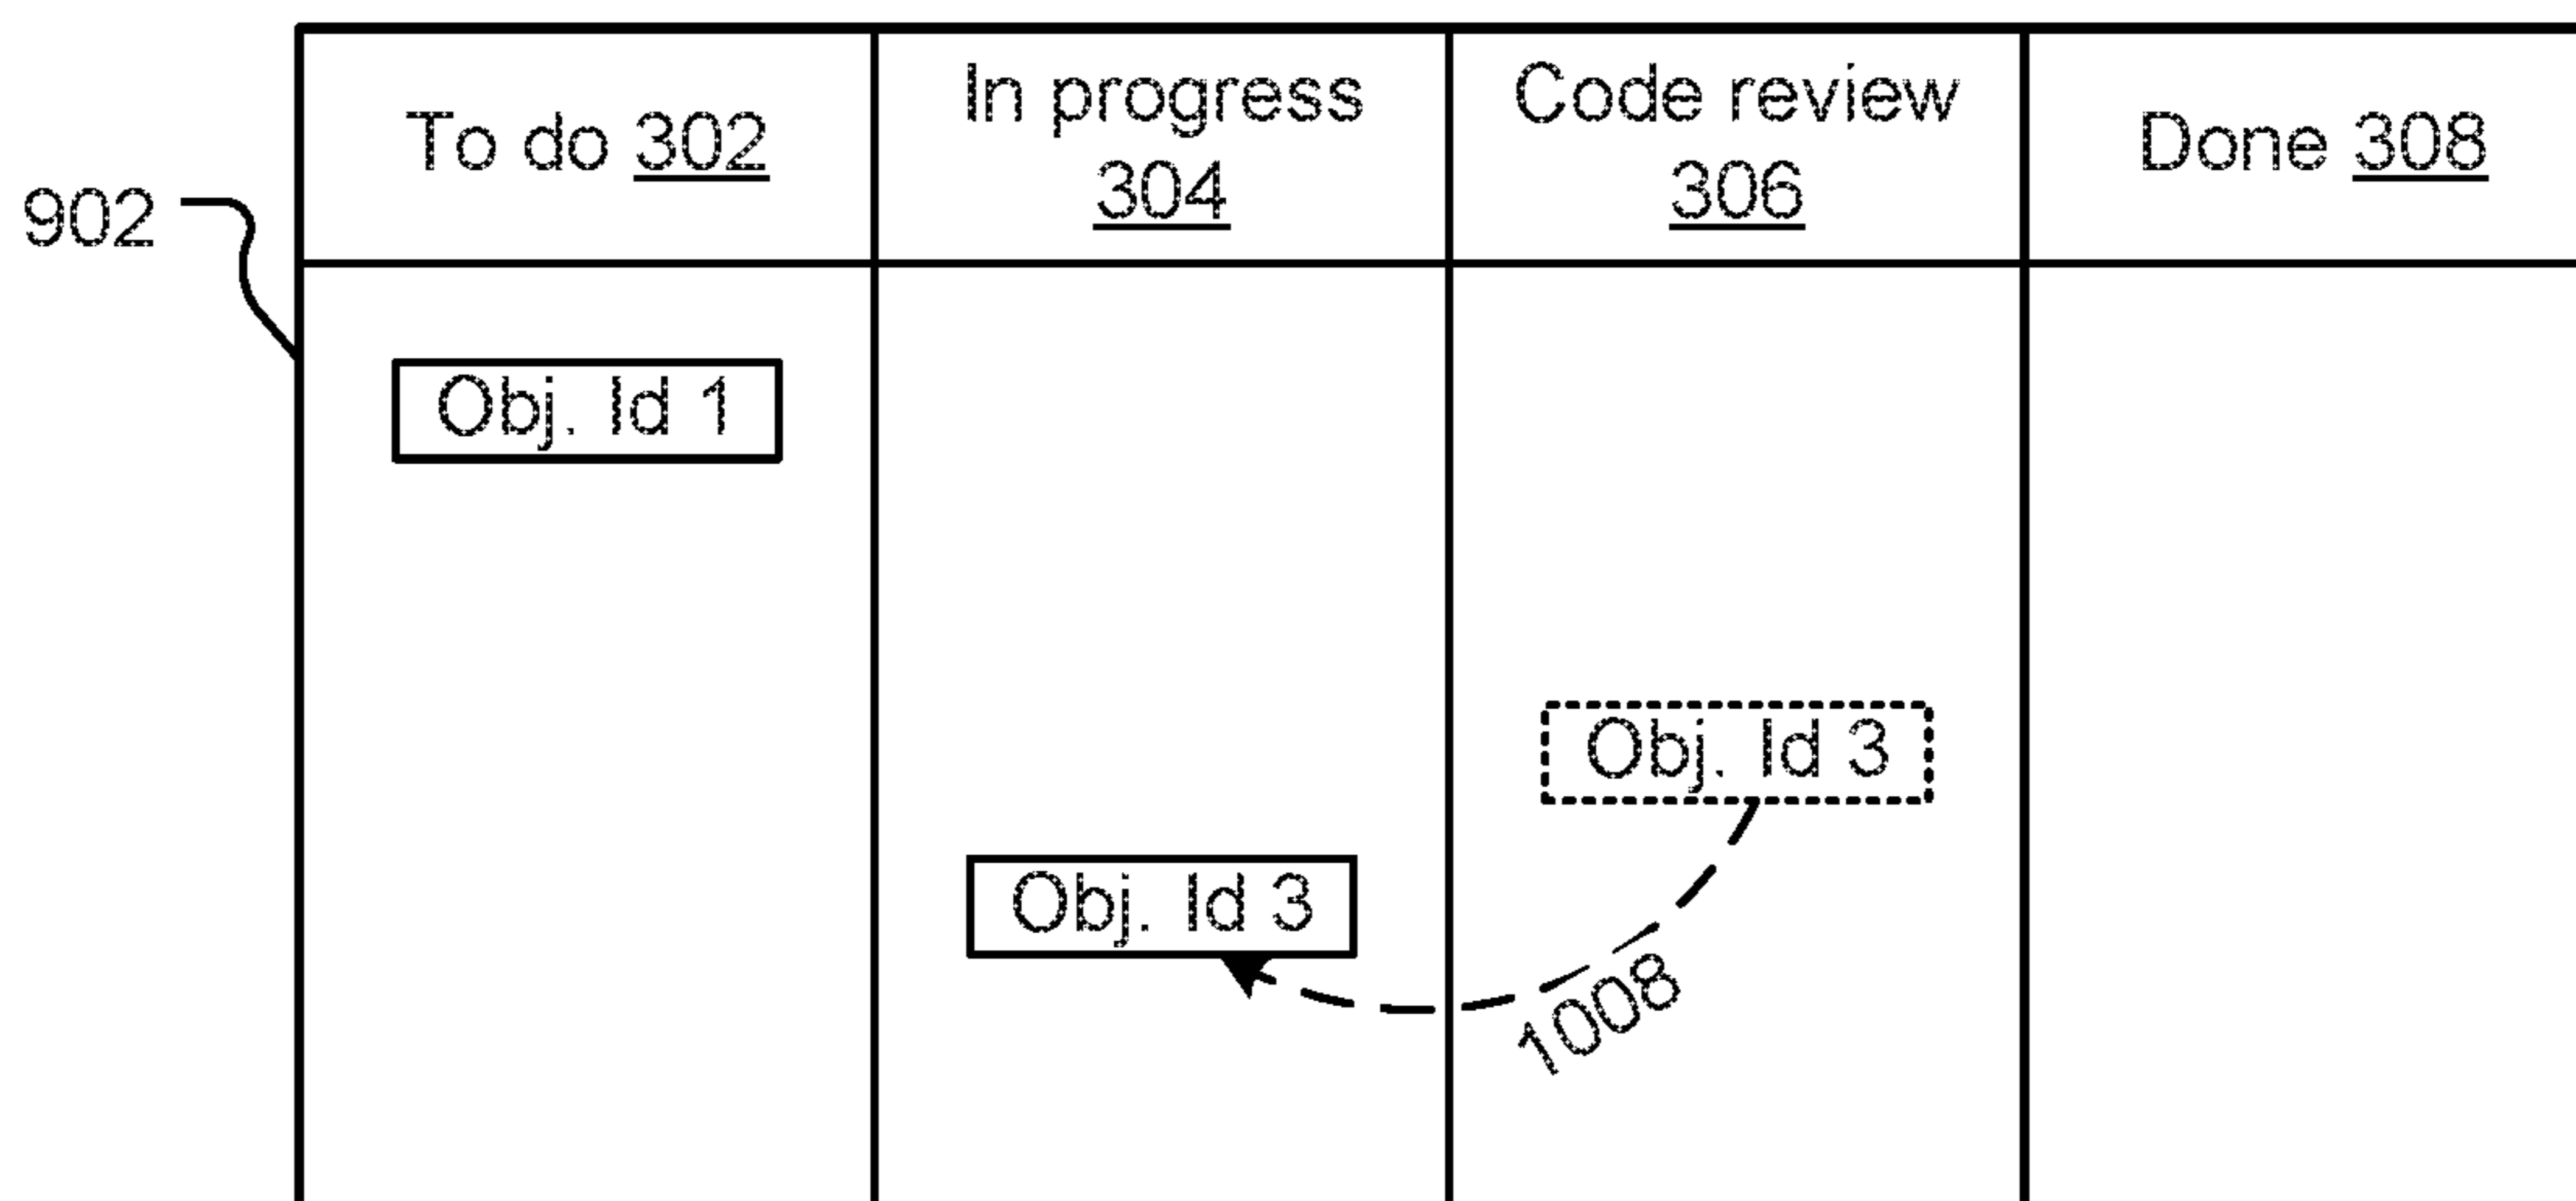 To do 302
In progress
304
Code review
306
Done 308
902
Obj. Id 1
Obj. Id 3
Obj. Id 3
1008